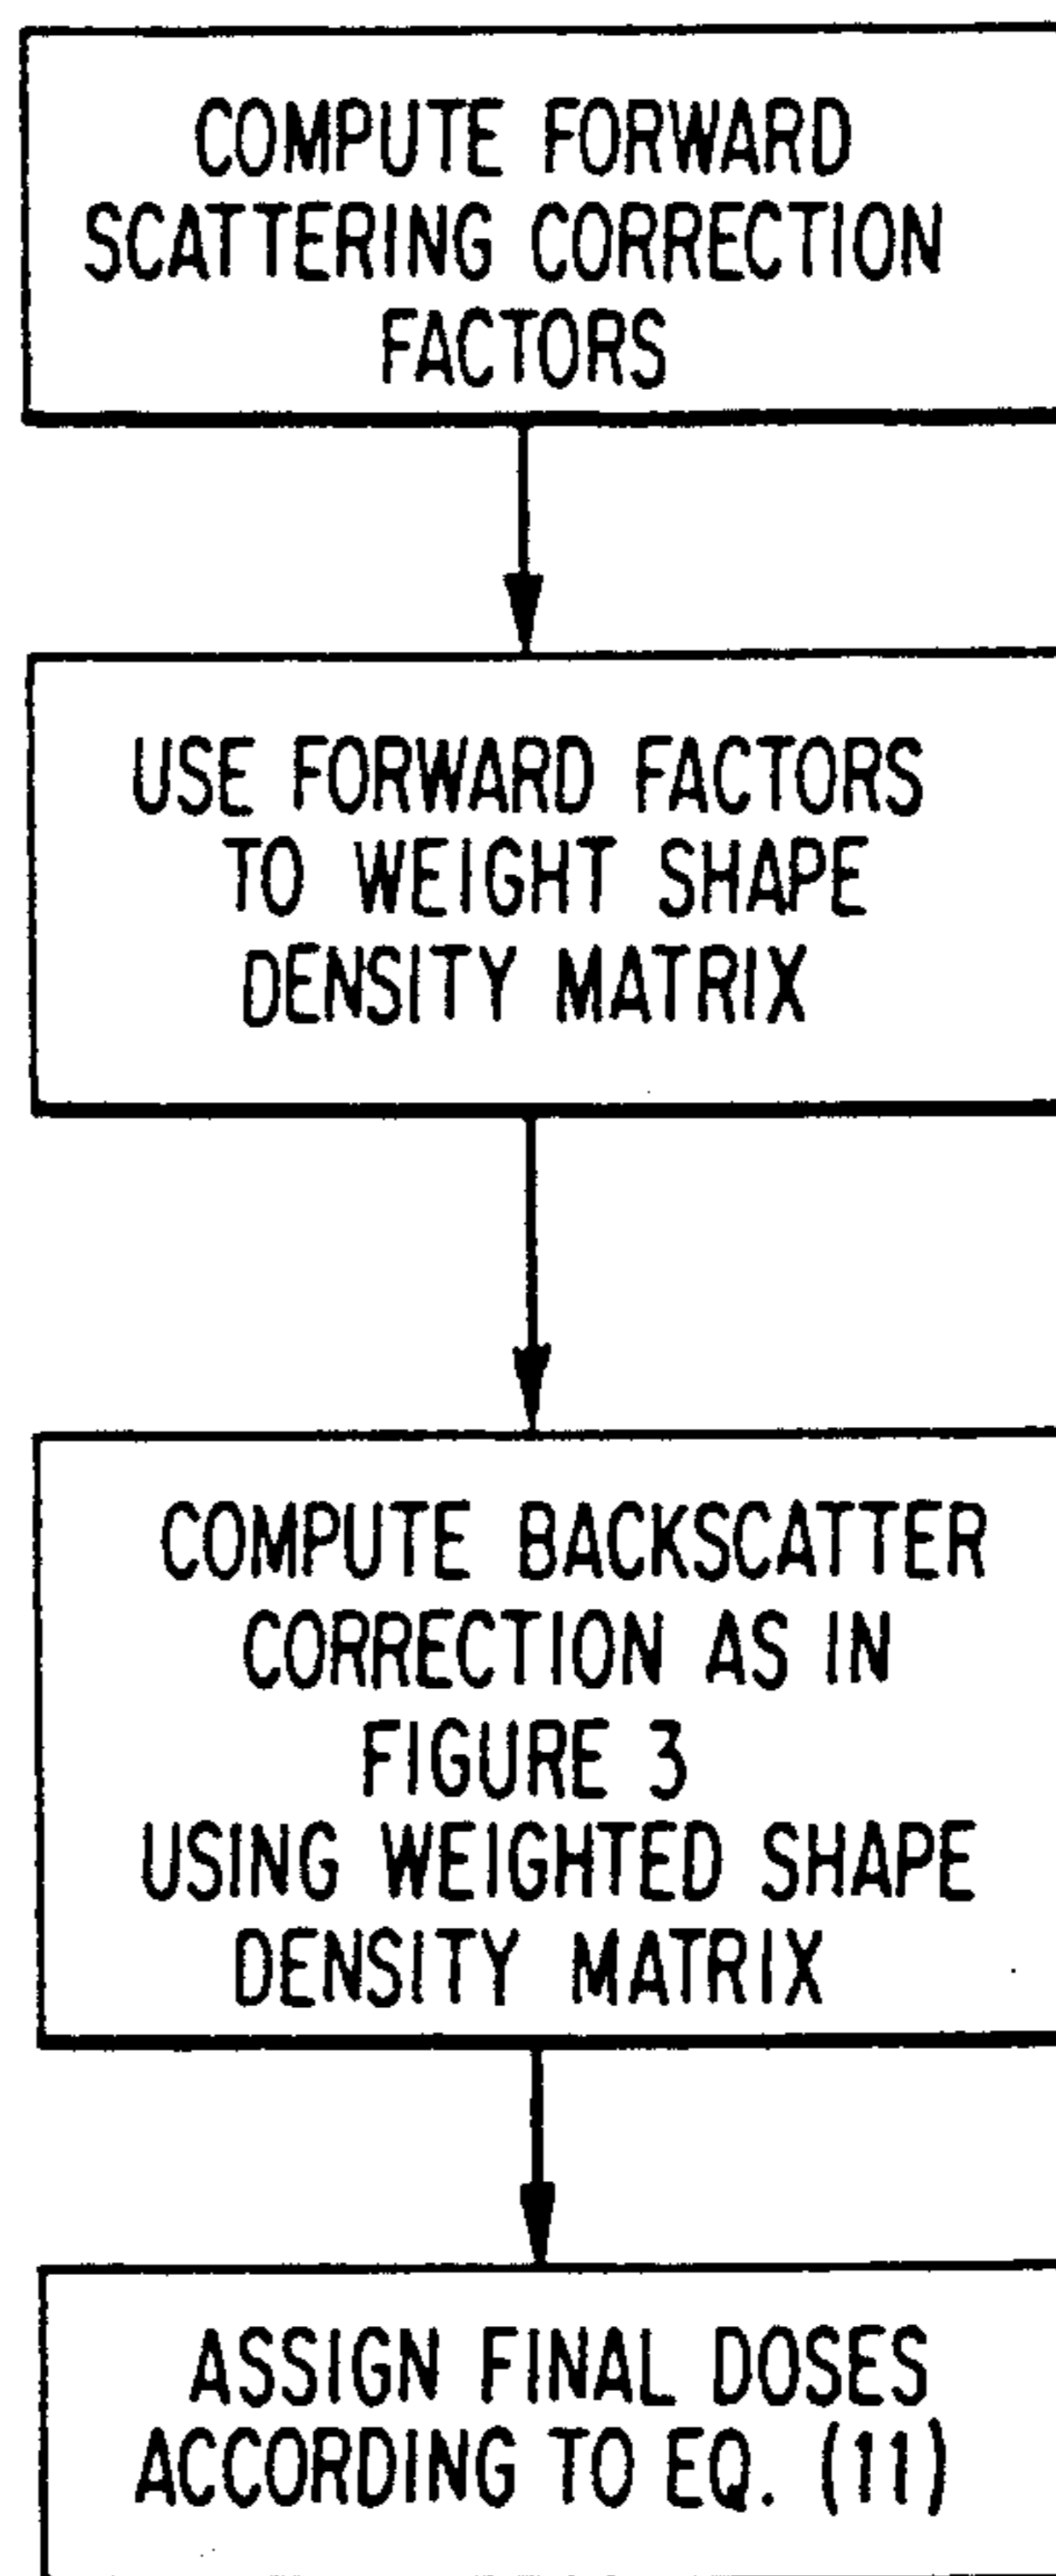 COMPUTE FORWARD
SCATTERING CORRECTION
FACTORS
USE FORWARD FACTORS
TO WEIGHT SHAPE
DENSITY MATRIX
COMPUTE BACKSCATTER
CORRECTION AS IN
FIGURE 3
USING WEIGHTED SHAPE
DENSITY MATRIX
ASSIGN FINAL DOSES
ACCORDING TO EQ. (11)